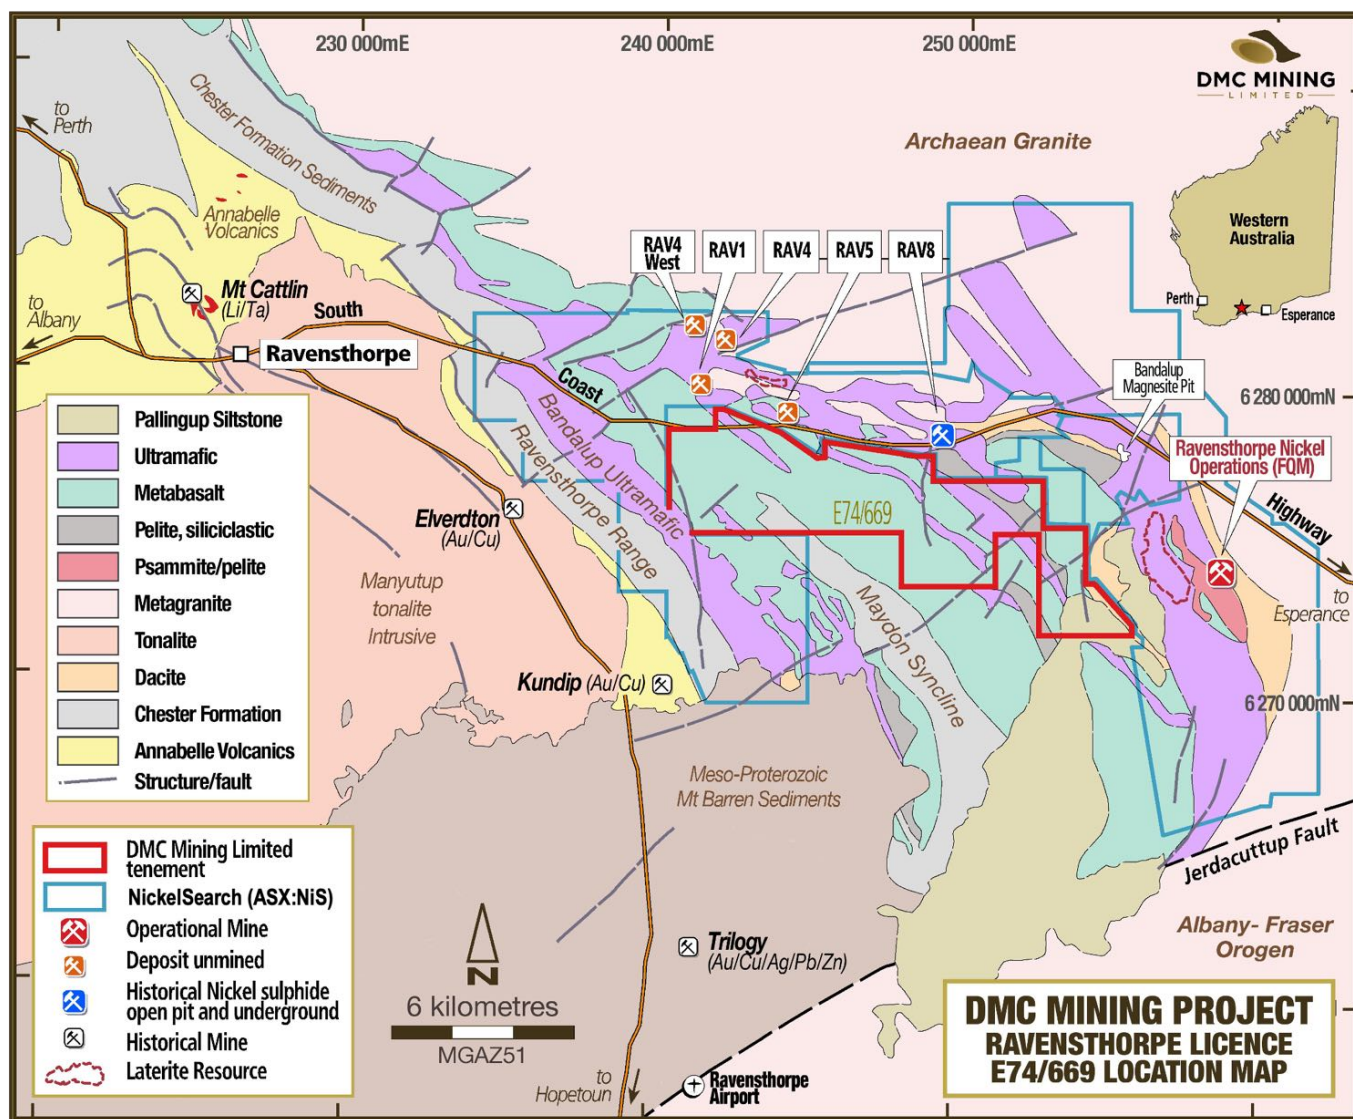 230 000mE
240 000mE
250 000mE
DMC MINING
LIMITED
to
Perth
Chester Formation Sediments
Archaean Granite
Annabelle
Volcanics
Western
Australia
Perth
Esperance
RAV4
West
RAV1
RAV4
RAV5
RAV8
Mt Cattlin
(Li/Ta)
to
Albany
South
Ravensthorpe
Coast
Bandalup
Magnesite Pit
6 280 000mN
Ravensthorpe Nickel
Operations (FQM)
Highway
to
Esperance
Bandalup Ultramafic
Ravensthorpe Range
E74/669
Elverdton
(Au/Cu)
Manyutup
tonalite
Intrusive
Maydon Syncline
Kundip (Au/Cu)
6 270 000mN
Meso-Proterozoic
Mt Barren Sediments
Jerdacuttup Fault
Albany- Fraser
Orogen
Trilogy
(Au/Cu/Ag/Pb/Zn)
to
Hopetoun
Ravensthorpe
Airport
Pallingup Siltstone
Ultramafic
Metabasalt
Pelite, siliciclastic
Psammite/pelite
Metagranite
Tonalite
Dacite
Chester Formation
Annabelle Volcanics
Structure/fault
DMC Mining Limited
tenement
NickelSearch (ASX:NiS)
Operational Mine
Deposit unmined
Historical Nickel sulphide
open pit and underground
Historical Mine
Laterite Resource
N
6 kilometres
MGAZ51
DMC MINING PROJECT
RAVENSTHORPE LICENCE
E74/669 LOCATION MAP